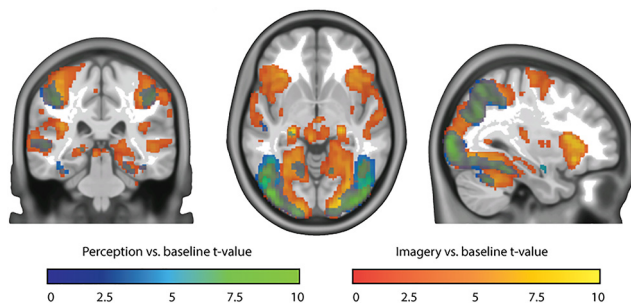 Perception vs. baseline t-value
Imagery vs. baseline t-value
0 2.5 5 7.5 10
0 2.5 5 7.5 10